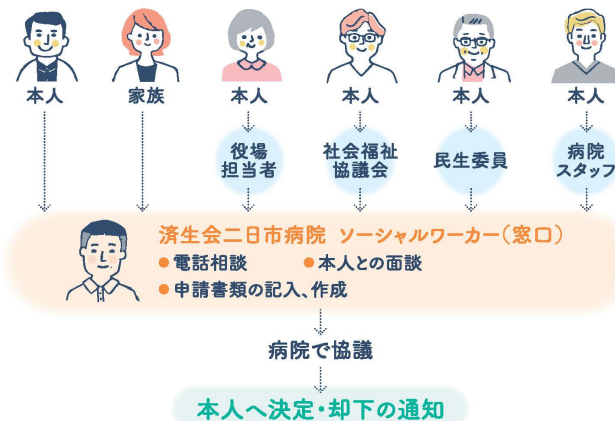 本人
家族
本人
本人
本人
本人
役場
担当者
社会福祉
協議会
民生委員
病院
スタッフ
済生会二日市病院 ソーシャルワーカー(窓口)
●電話相談 ●本人との面談
●申請書類の記入、作成
病院で協議
本人へ決定・却下の通知